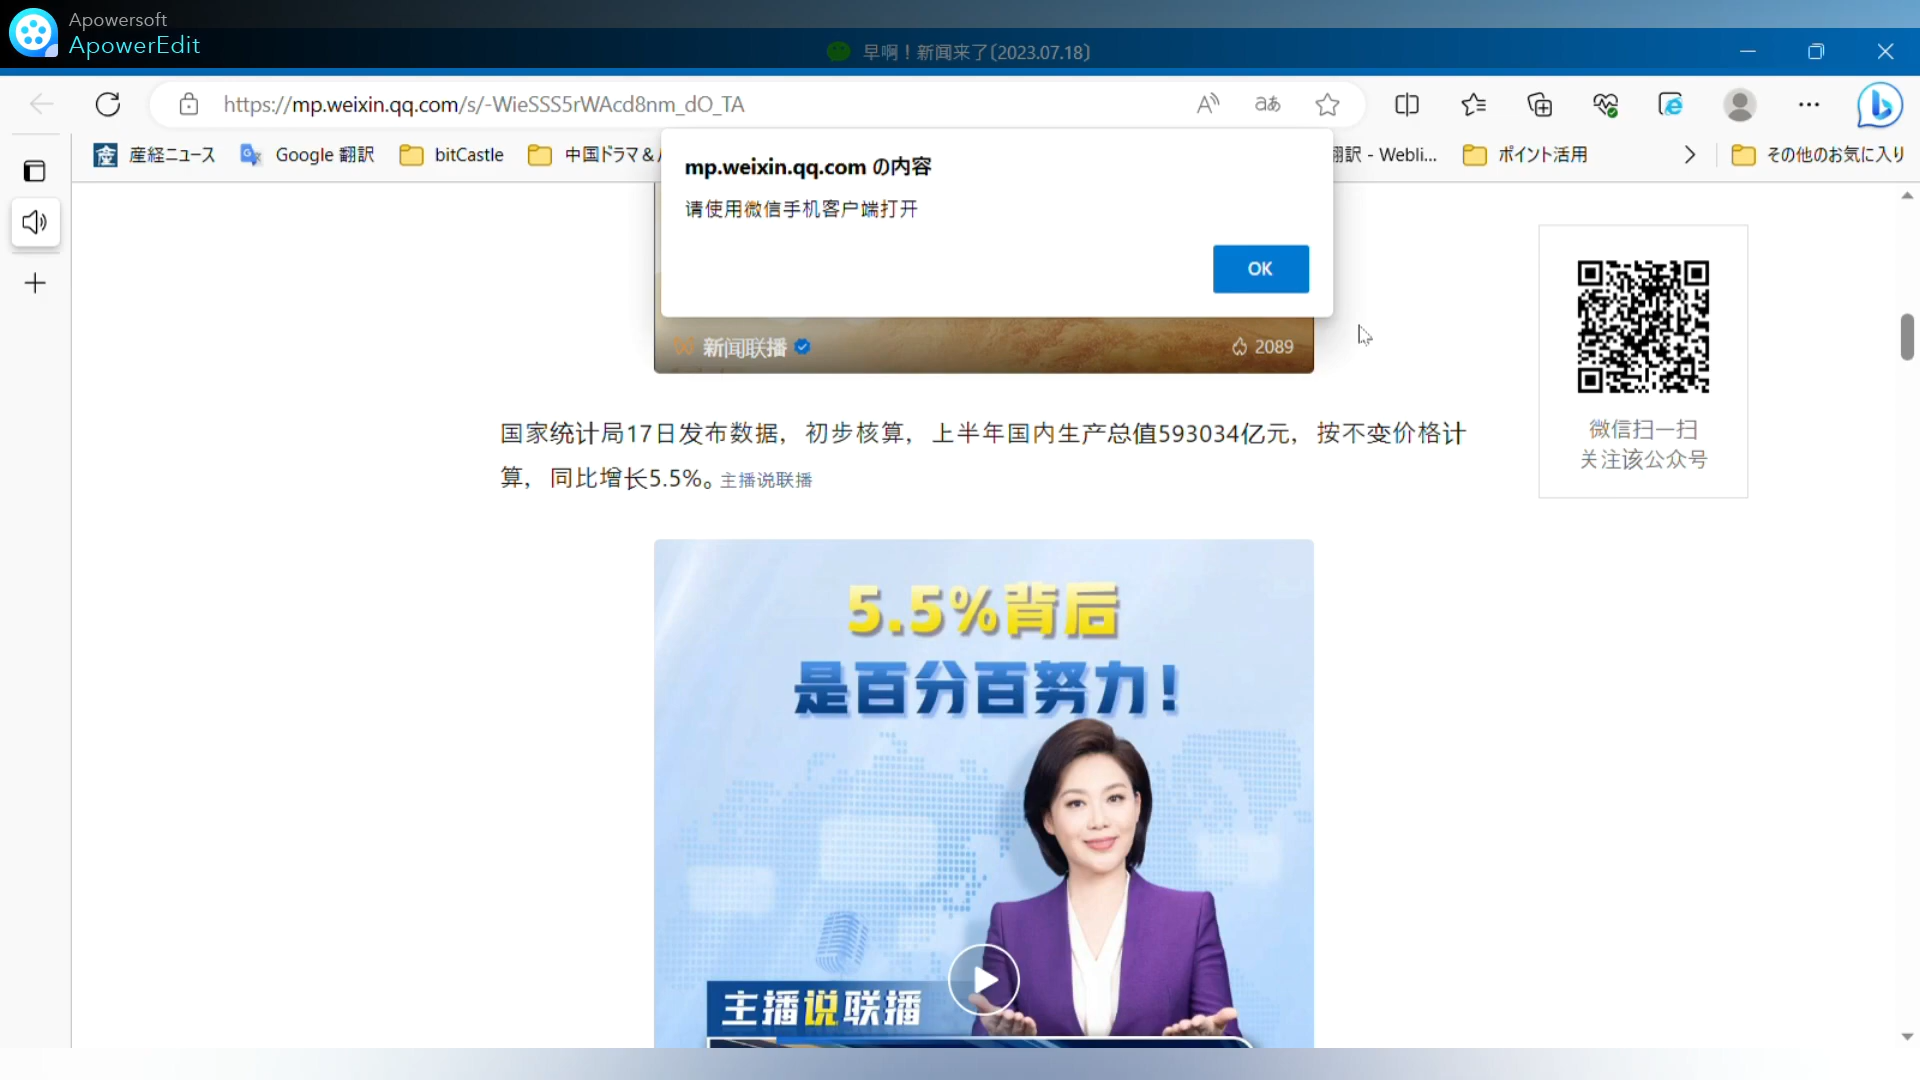 Apowersoft
ApowerEdit
早啊！新闻来了〔2023.07.18〕
https://mp.weixin.qq.com/s/-WieSSS5rWAcd8nm_dO_TA
産経ニュース
Google 翻訳
bitCastle
中国ドラマ&
翻訳 - Webli...
ポイント活用
その他のお気に入り
mp.weixin.qq.com の内容
请使用微信手机客户端打开
OK
新闻联播
2089
微信扫一扫
关注该公众号
国家统计局17日发布数据，初步核算，上半年国内生产总值593034亿元，按不变价格计
算，同比增长5.5%。主播说联播
5.5%背后
是百分百努力！
主播说联播